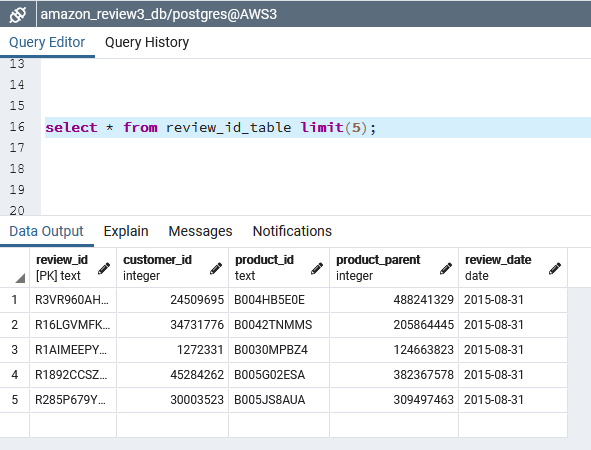 amazon_review3_db/postgres@AWS3
Query Editor Query History
13
14
15
16 select * from review_id_table limit(5);
17
18
19
20
Data Output Explain Messages Notifications
review_id customer_id product_id product_parent review_date
[PK] text integer text integer date
1 R3VR960AH... 24509695 B004HB5E0E 488241329 2015-08-31
2 R16LGVMFK... 34731776 B0042TNMMS 205864445 2015-08-31
3 R1AIMEEPY... 1272331 B0030MPBZ4 124663823 2015-08-31
4 R1892CCSZ... 45284262 B005G02ESA 382367578 2015-08-31
5 R285P679Y... 30003523 B005JS8AUA 309497463 2015-08-31